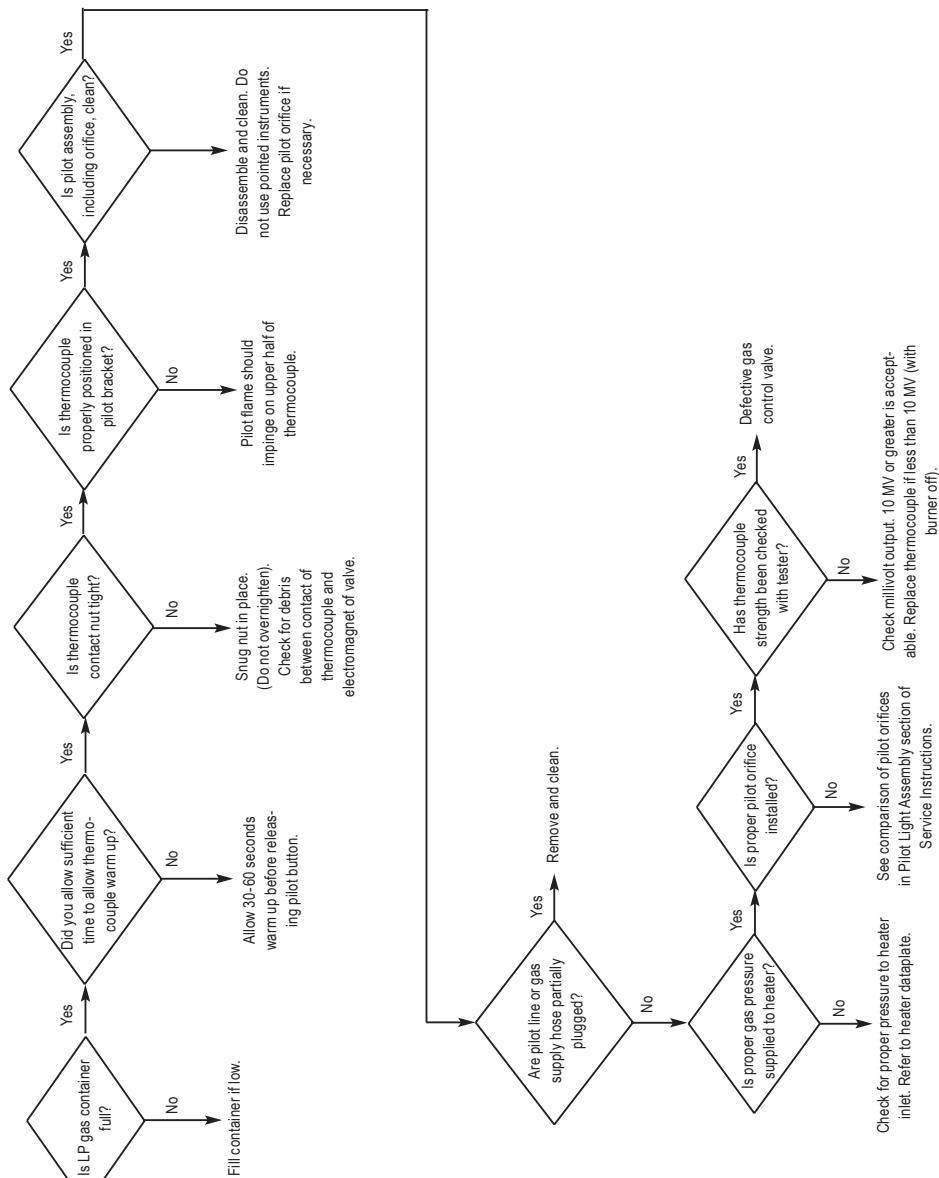 Is LP gas container
full?
Yes
No
Fill container if low.
Did you allow sufficient
time to allow thermo-
couple warm up?
Yes
No
Allow 30-60 seconds
warm up before releas-
ing pilot button.
Is thermocouple
contact nut tight?
Yes
No
Snug nut in place.
(Do not overnighten).
Check for debris
between contact of
thermocouple and
electromagnet of valve.
Is thermocouple
properly positioned in
pilot bracket?
Yes
No
Pilot flame should
impinge on upper half of
thermocouple.
Is pilot assembly,
including orifice, clean?
Yes
Disassemble and clean. Do
not use pointed instruments.
Replace pilot orifice if
necessary.
Are pilot line or gas
supply hose partially
plugged?
Yes
Remove and clean.
No
Is proper gas pressure
supplied to heater?
Yes
No
Check for proper pressure to heater
inlet. Refer to heater dataplate.
Is proper pilot orifice
installed?
Yes
No
See comparison of pilot orifices
in Pilot Light Assembly section of
Service Instructions.
Has thermocouple
strength been checked
with tester?
Yes
Defective gas
control valve.
No
Check millivolt output. 10 MV or greater is accept-
able. Replace thermocouple if less than 10 MV (with
burner off).